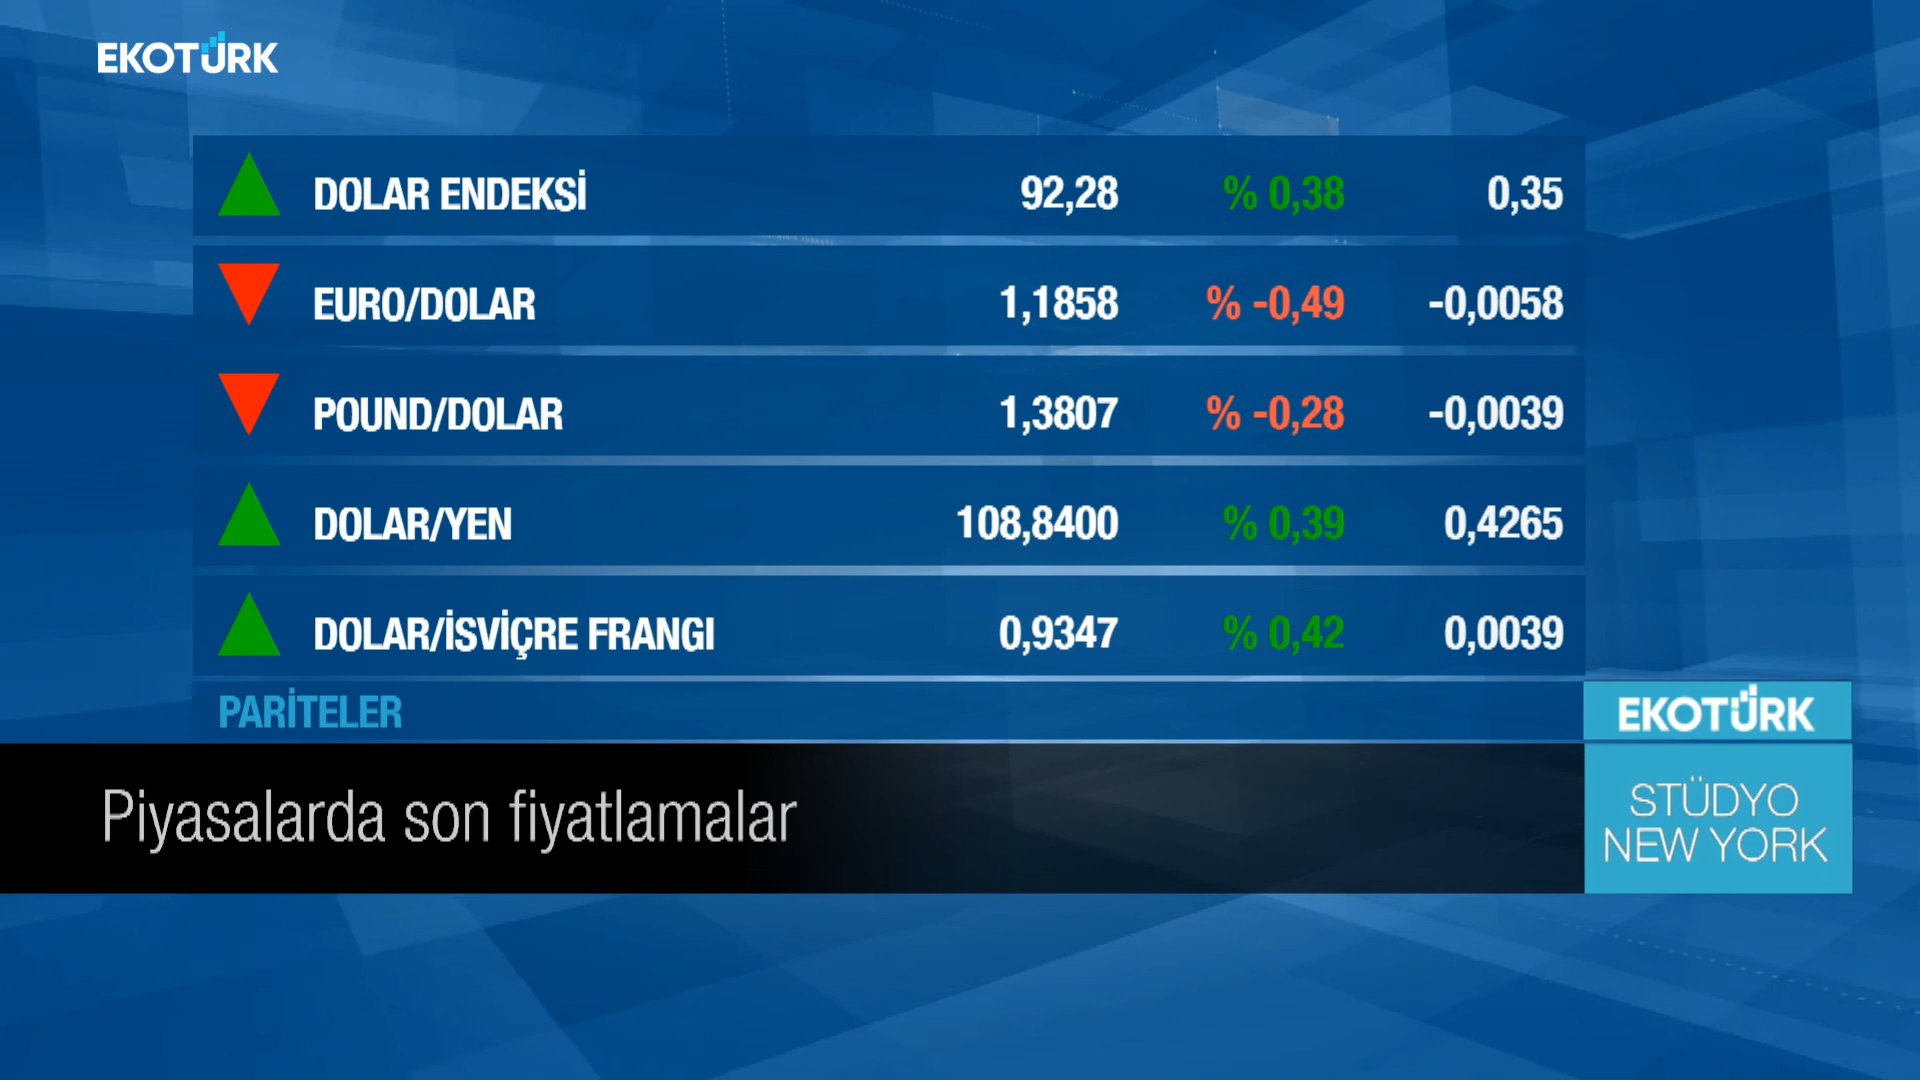 EKOTÜRK
DOLAR ENDEKSİ 92,28 % 0,38 0,35
EURO/DOLAR 1,1858 % -0,49 -0,0058
POUND/DOLAR 1,3807 % -0,28 -0,0039
DOLAR/YEN 108,8400 % 0,39 0,4265
DOLAR/İSVİÇRE FRANGI 0,9347 % 0,42 0,0039
PARİTELER
EKOTÜRK
Piyasalarda son fiyatlamalar
STÜDYO
NEW YORK